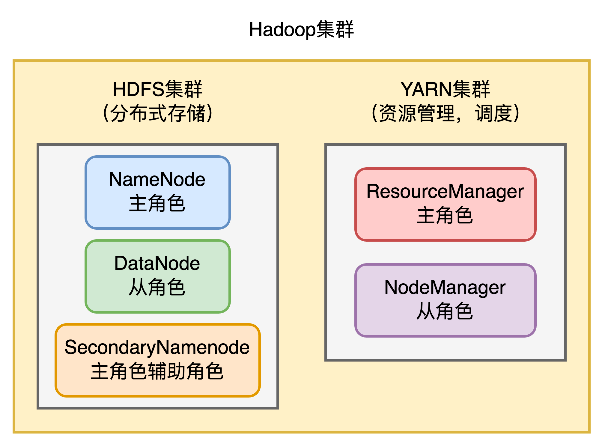 Hadoop集群
HDFS集群
（分布式存储）
NameNode
主角色
DataNode
从角色
SecondaryNamenode
主角色辅助角色
YARN集群
（资源管理，调度）
ResourceManager
主角色
NodeManager
从角色